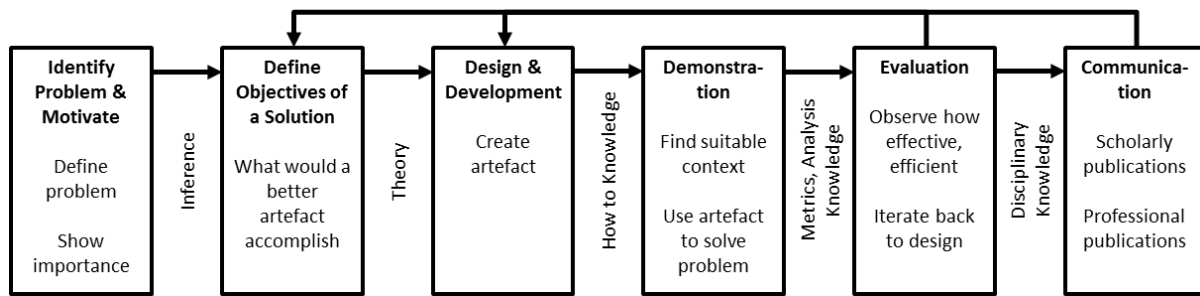 Identify
Problem &
Motivate
Define
problem
Show
importance
Inference
Define
Objectives of
a Solution
What would a
better
artefact
accomplish
Theory
Design &
Development
Create
artefact
How to Knowledge
Demonstra-
tion
Find suitable
context
Use artefact
to solve
problem
Metrics, Analysis
Knowledge
Evaluation
Observe how
effective,
efficient
Iterate back
to design
Disciplinary
Knowledge
Communica-
tion
Scholarly
publications
Professional
publications